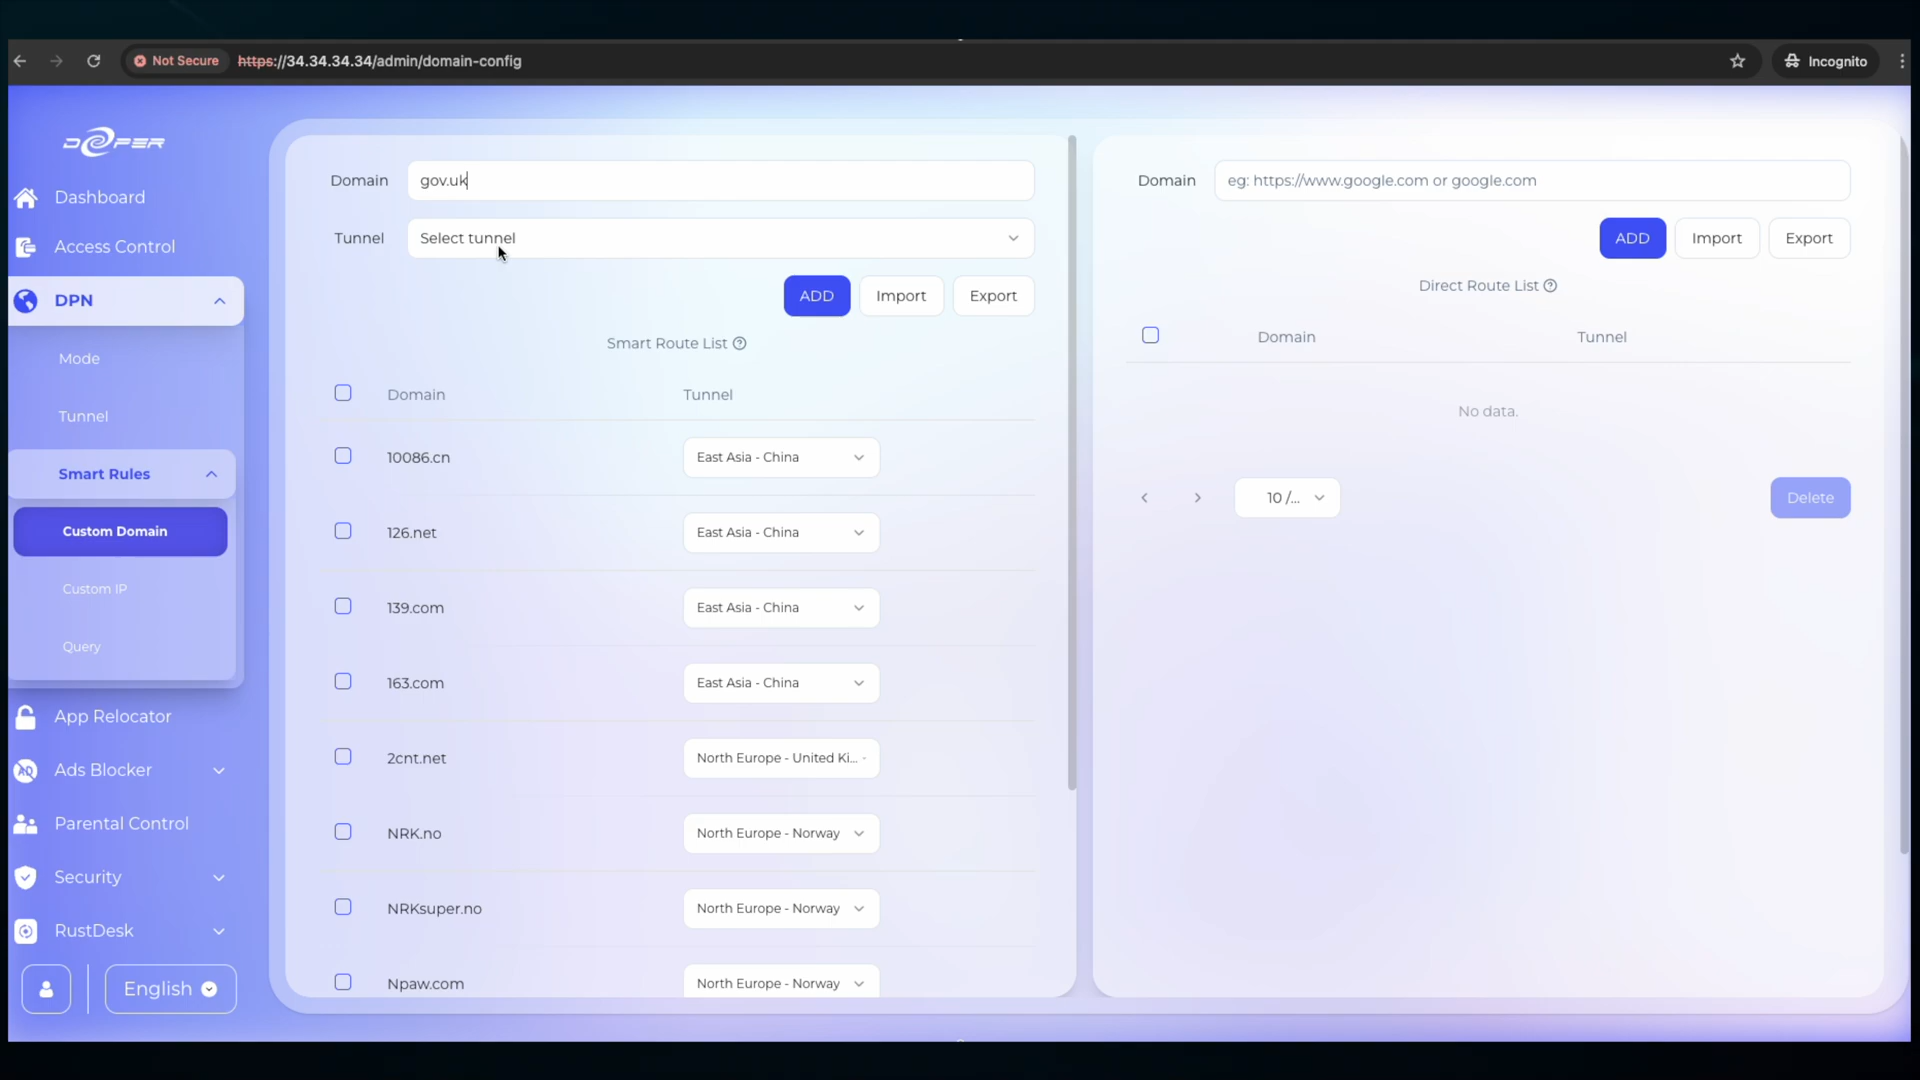 Not Secure
https://34.34.34.34/admin/domain-config
Incognito
DEEPER
Dashboard
Access Control
DPN
Mode
Tunnel
Smart Rules
Custom Domain
Custom IP
Query
App Relocator
Ads Blocker
Parental Control
Security
RustDesk
English
Domain
gov.uk
Tunnel
Select tunnel
ADD
Import
Export
Smart Route List
Domain Tunnel
10086.cn East Asia - China
126.net East Asia - China
139.com East Asia - China
163.com East Asia - China
2cnt.net North Europe - United Ki...
NRK.no North Europe - Norway
NRKsuper.no North Europe - Norway
Npaw.com North Europe - Norway
Domain
eg: https://www.google.com or google.com
ADD
Import
Export
Direct Route List
Domain Tunnel
No data.
10 /...
Delete